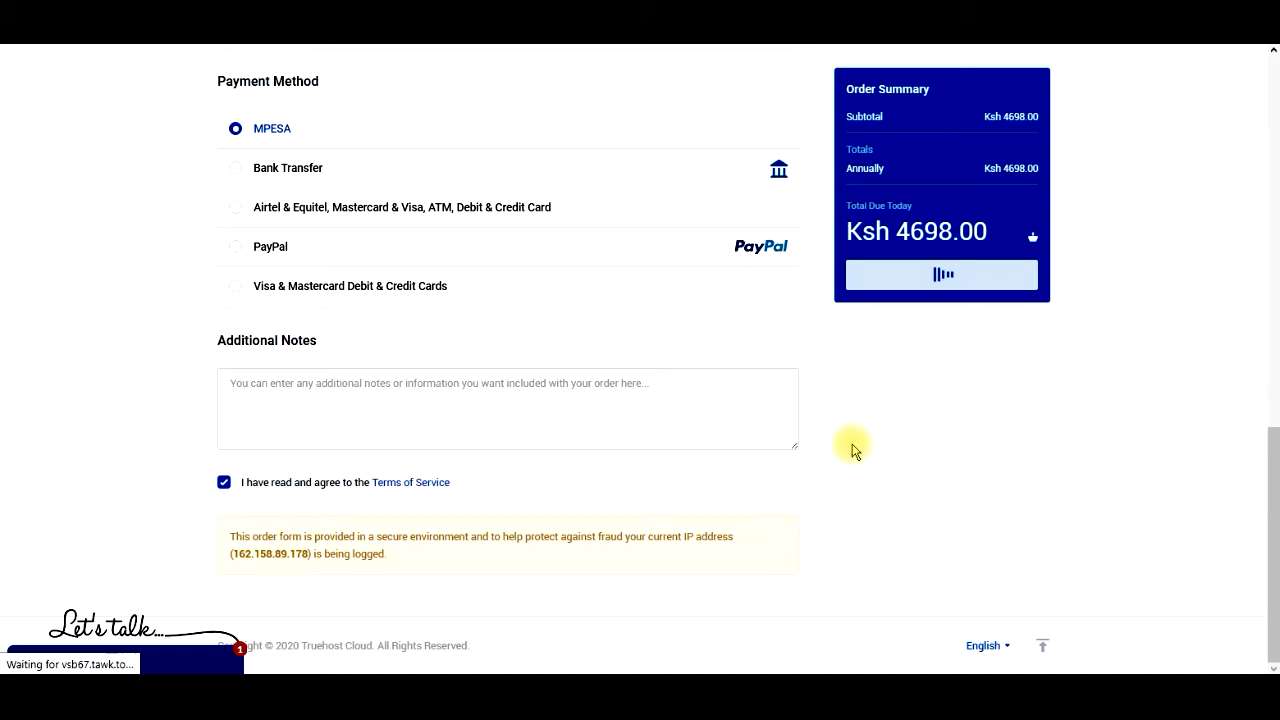 Payment Method
MPESA
Bank Transfer
Airtel & Equitel, Mastercard & Visa, ATM, Debit & Credit Card
PayPal
PayPal
Visa & Mastercard Debit & Credit Cards
Additional Notes
You can enter any additional notes or information you want included with your order here...
I have read and agree to the Terms of Service
This order form is provided in a secure environment and to help protect against fraud your current IP address
(162.158.89.178) is being logged.
Order Summary
Subtotal Ksh 4698.00
Totals
Annually Ksh 4698.00
Total Due Today
Ksh 4698.00
Let's talk...
1
© 2020 Truehost Cloud. All Rights Reserved.
English
Waiting for vsb67.tawk.to...